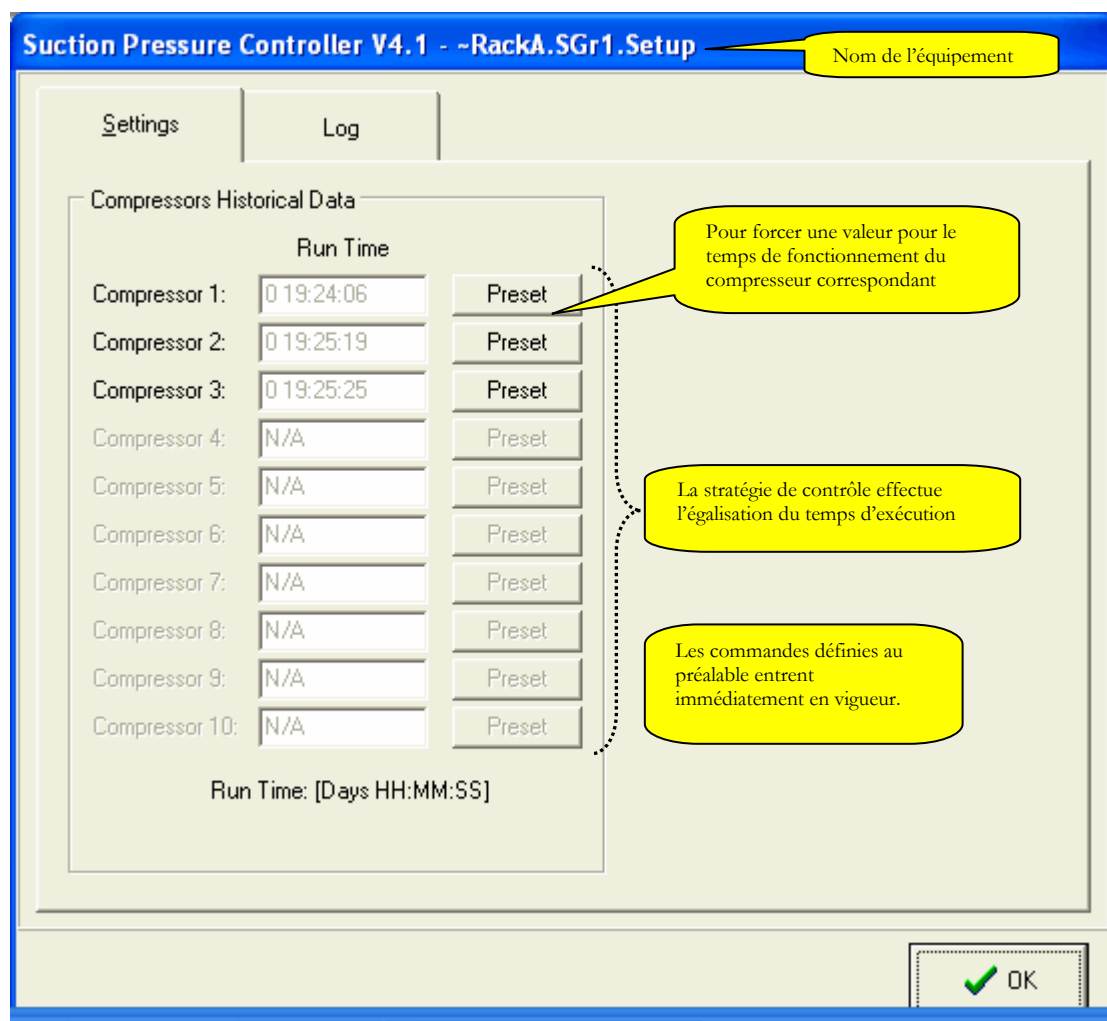 Suction Pressure Controller V4.1 - ~RackA.SGr1.Setup
Nom de l'équipement
Settings
Log
Compressors Historical Data
Run Time
Pour forcer une valeur pour le
temps de fonctionnement du
compresseur correspondant
Compressor 1: 0 19:24:06 Preset
Compressor 2: 0 19:25:19 Preset
Compressor 3: 0 19:25:25 Preset
Compressor 4: N/A Preset
Compressor 5: N/A Preset
La stratégie de contrôle effectue
l'égalisation du temps d'exécution
Compressor 6: N/A Preset
Compressor 7: N/A Preset
Compressor 8: N/A Preset
Compressor 9: N/A Preset
Compressor 10: N/A Preset
Les commandes définies au
préalable entrent
immédiatement en vigueur.
Run Time: [Days HH:MM:SS]
OK